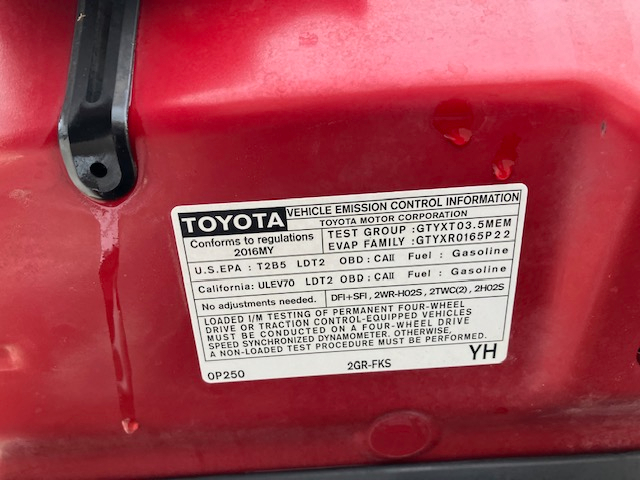 TOYOTA VEHICLE EMISSION CONTROL INFORMATION
TOYOTA MOTOR CORPORATION
Conforms to regulations
2016MY
TEST GROUP : GTYXT03.5MEM
EVAP FAMILY : GTYXR0165P22
U.S.EPA : T2B5 LDT2 OBD : CAII Fuel : Gasoline
California: ULEV70 LDT2 OBD : CAII Fuel : Gasoline
No adjustments needed. DFI+SFI , 2WR-HO2S , 2TWC(2) , 2HO2S
LOADED I/M TESTING OF PERMANENT FOUR-WHEEL
DRIVE OR TRACTION CONTROL-EQUIPPED VEHICLES
MUST BE CONDUCTED ON A FOUR-WHEEL DRIVE
SPEED SYNCHRONIZED DYNAMOMETER. OTHERWISE,
A NON-LOADED TEST PROCEDURE MUST BE PERFORMED.
0P250 2GR-FKS YH